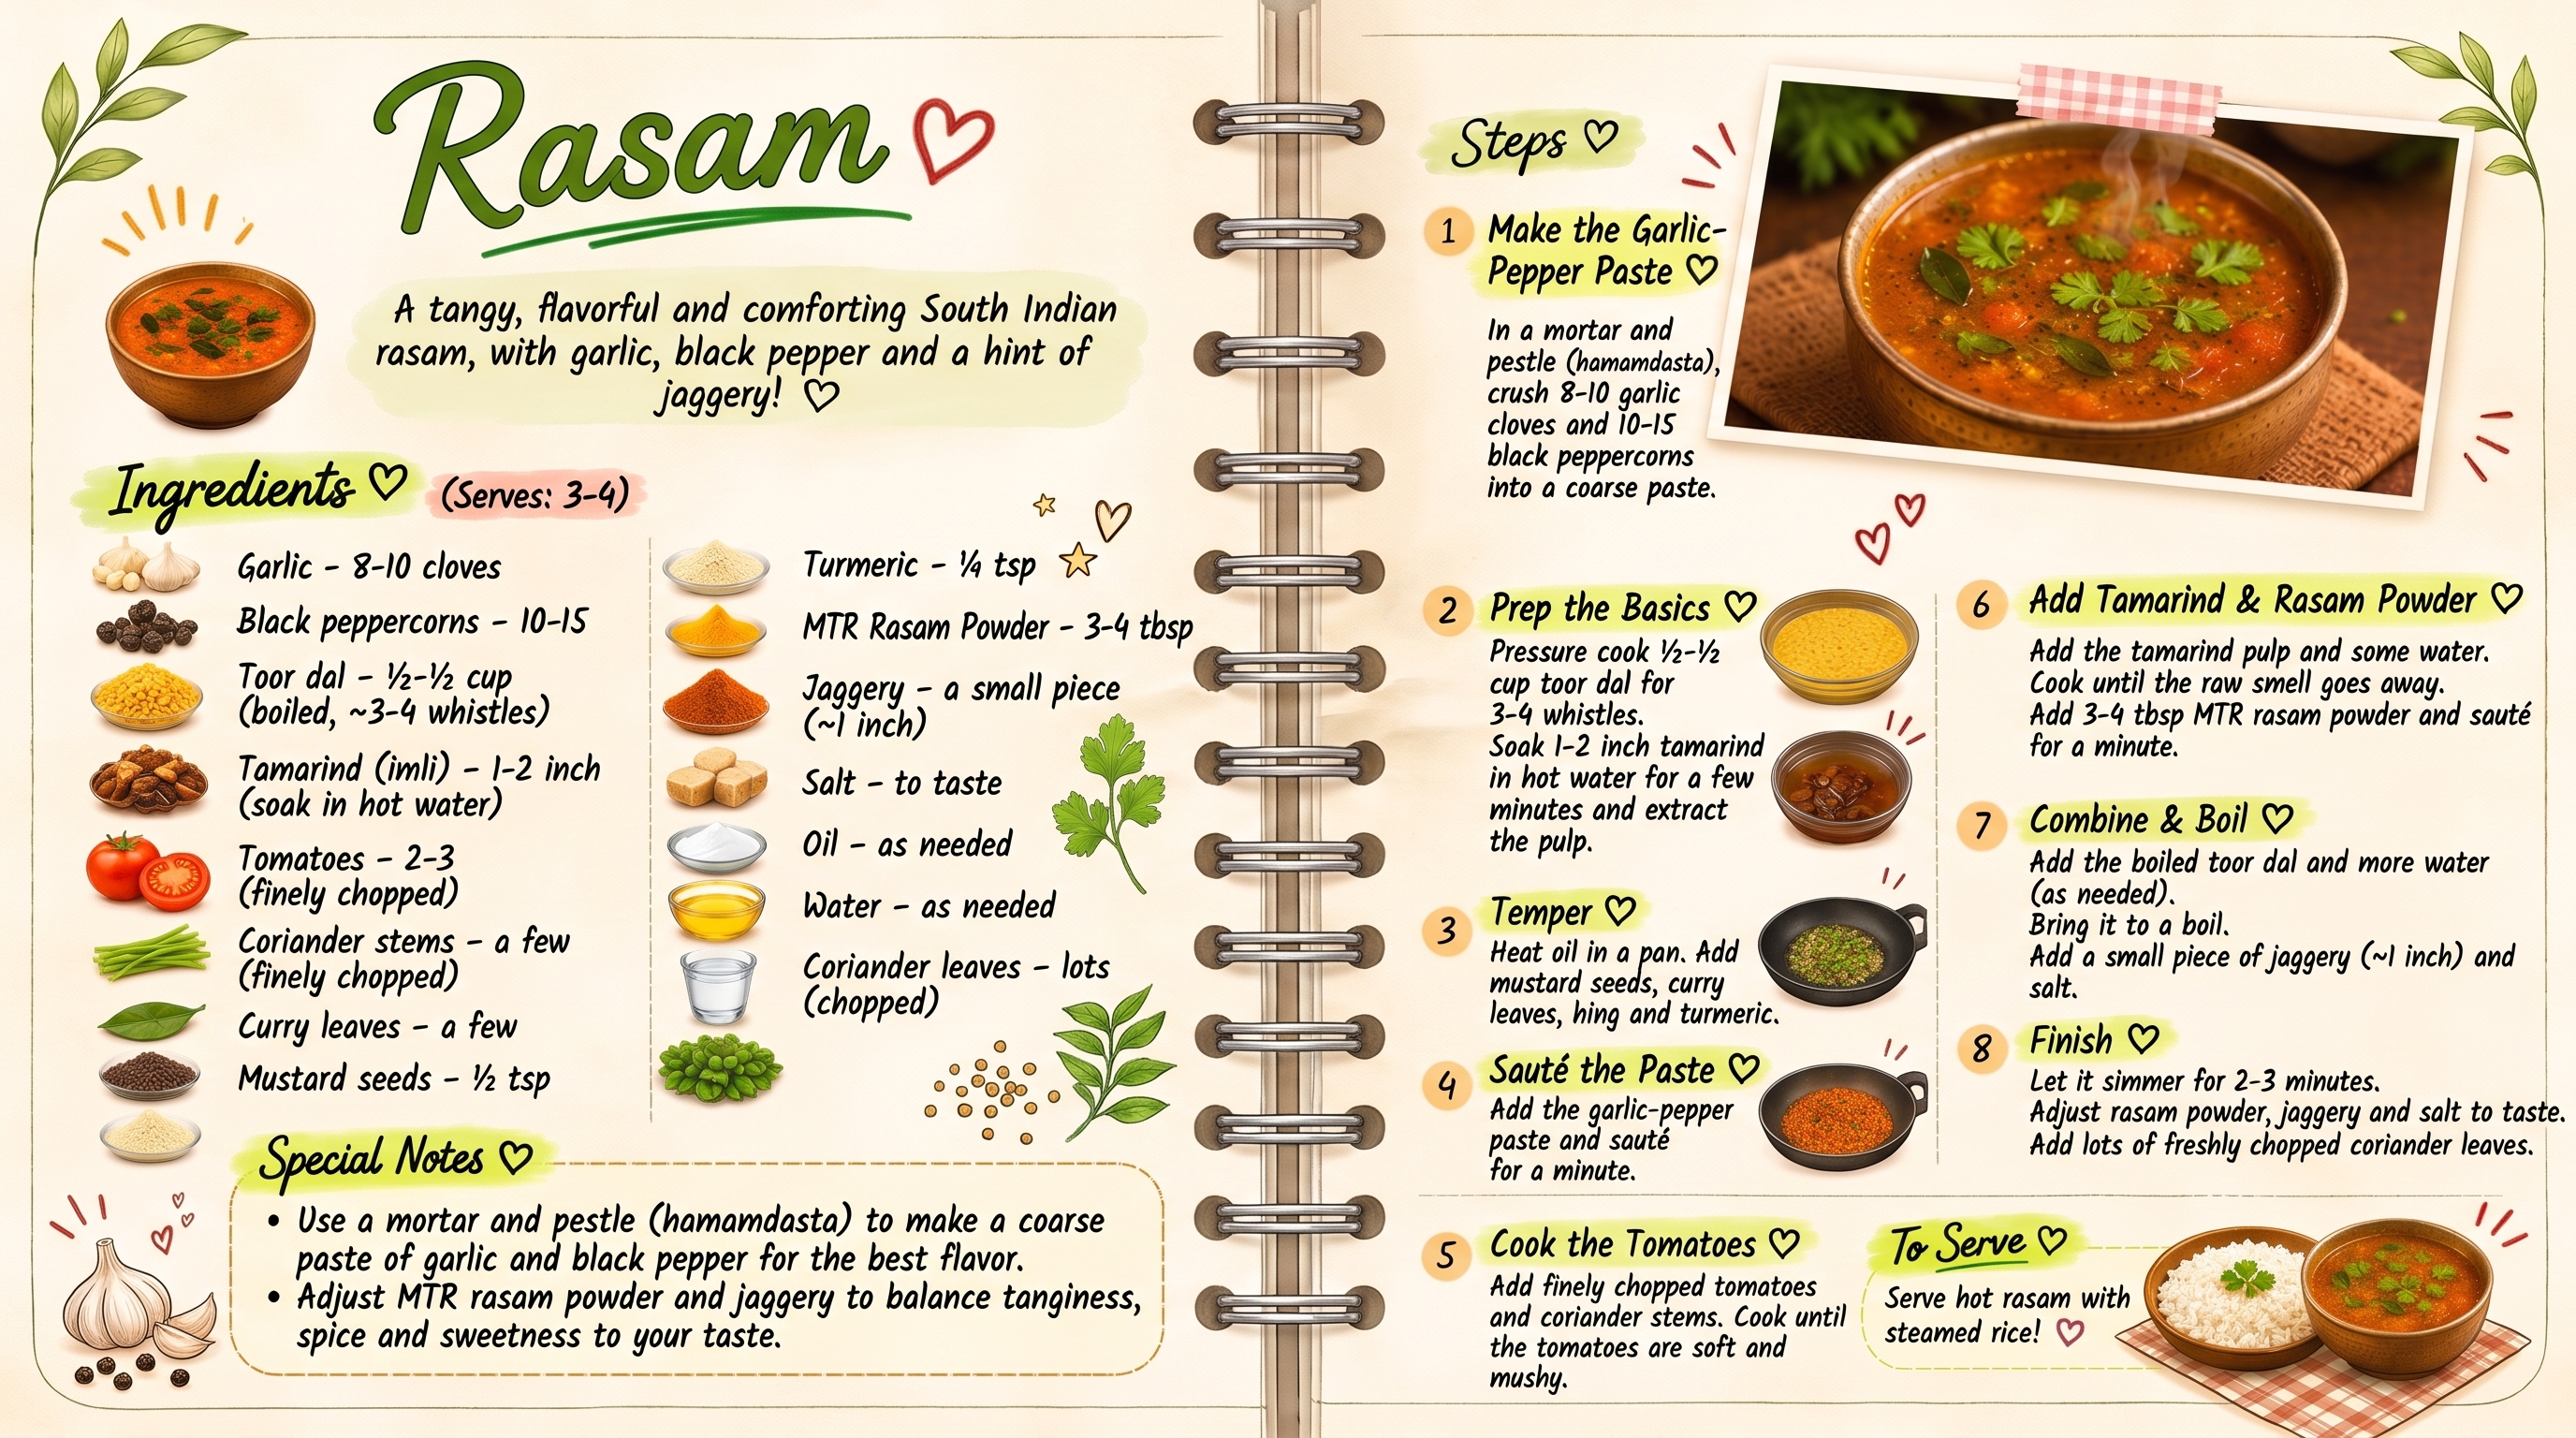 Rasam
A tangy, flavorful and comforting South Indian
rasam, with garlic, black pepper and a hint of
jaggery!
Ingredients
(Serves: 3-4)
Garlic - 8-10 cloves
Black peppercorns - 10-15
Toor dal - ½-½ cup
(boiled, ~3-4 whistles)
Tamarind (imli) - 1-2 inch
(soak in hot water)
Tomatoes - 2-3
(finely chopped)
Coriander stems - a few
(finely chopped)
Curry leaves - a few
Mustard seeds - ½ tsp
Turmeric - ¼ tsp
MTR Rasam Powder - 3-4 tbsp
Jaggery - a small piece
(~1 inch)
Salt - to taste
Oil - as needed
Water - as needed
Coriander leaves - lots
(chopped)
Special Notes
• Use a mortar and pestle (hamamdasta) to make a coarse
paste of garlic and black pepper for the best flavor.
• Adjust MTR rasam powder and jaggery to balance tanginess,
spice and sweetness to your taste.
Steps
1 Make the Garlic-
Pepper Paste
In a mortar and
pestle (hamamdasta),
crush 8-10 garlic
cloves and 10-15
black peppercorns
into a coarse paste.
2 Prep the Basics
Pressure cook ½-½
cup toor dal for
3-4 whistles.
Soak 1-2 inch tamarind
in hot water for a few
minutes and extract
the pulp.
3 Temper
Heat oil in a pan. Add
mustard seeds, curry
leaves, hing and turmeric.
4 Sauté the Paste
Add the garlic-pepper
paste and sauté
for a minute.
5 Cook the Tomatoes
Add finely chopped tomatoes
and coriander stems. Cook until
the tomatoes are soft and
mushy.
6 Add Tamarind & Rasam Powder
Add the tamarind pulp and some water.
Cook until the raw smell goes away.
Add 3-4 tbsp MTR rasam powder and sauté
for a minute.
7 Combine & Boil
Add the boiled toor dal and more water
(as needed).
Bring it to a boil.
Add a small piece of jaggery (~1 inch) and
salt.
8 Finish
Let it simmer for 2-3 minutes.
Adjust rasam powder, jaggery and salt to taste.
Add lots of freshly chopped coriander leaves.
To Serve
Serve hot rasam with
steamed rice!